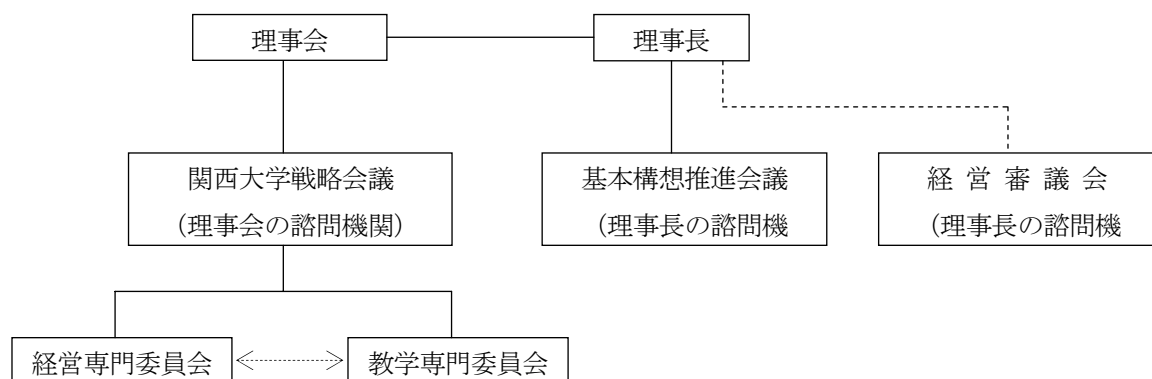 理事会
理事長
関西大学戦略会議
(理事会の諮問機関)
基本構想推進会議
(理事長の諮問機
経営審議会
(理事長の諮問機
経営専門委員会
教学専門委員会